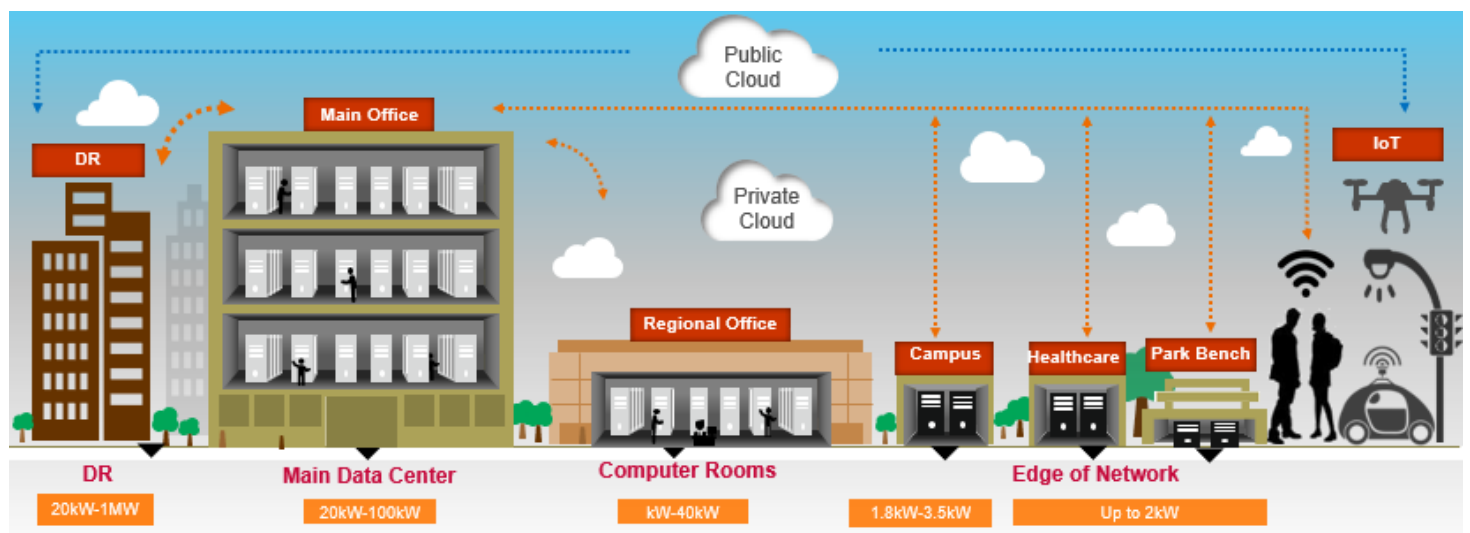 Public
Cloud
Main Office
DR
IoT
Private
Cloud
Regional Office
Campus
Healthcare
Park Bench
DR
Main Data Center
Computer Rooms
Edge of Network
20kW-1MW
20kW-100kW
kW-40kW
1.8kW-3.5kW
Up to 2kW